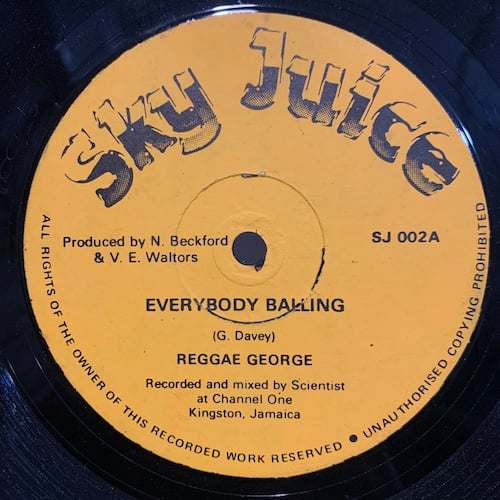 Sky Juice
Produced by N. Beckford
& V. E. Waltors
SJ 002A
EVERYBODY BALLING
(G. Davey)
REGGAE GEORGE
Recorded and mixed by Scientist
at Channel One
Kingston, Jamaica
ALL RIGHTS OF THE OWNER OF THIS RECORDED WORK RESERVED ● UNAUTHORISED COPYING PROHIBITED